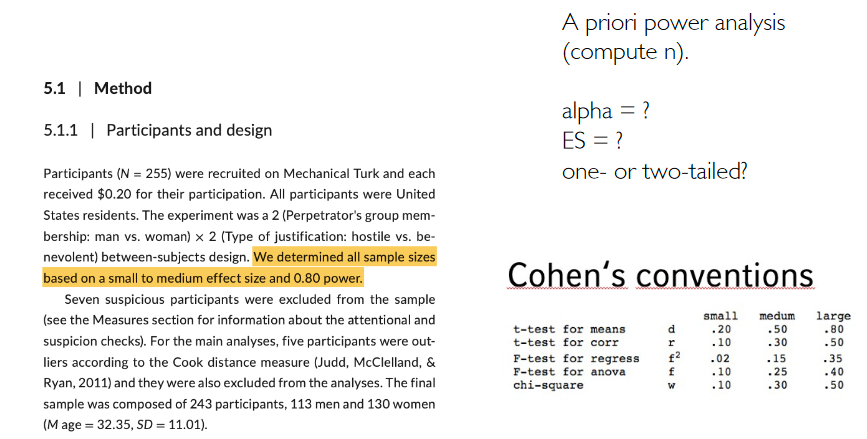 5.1 | Method
5.1.1 | Participants and design
Participants (N = 255) were recruited on Mechanical Turk and each
received $0.20 for their participation. All participants were United
States residents. The experiment was a 2 (Perpetrator's group mem-
bership: man vs. woman) × 2 (Type of justification: hostile vs. be-
nevolent) between-subjects design. We determined all sample sizes
based on a small to medium effect size and 0.80 power.
Seven suspicious participants were excluded from the sample
(see the Measures section for information about the attentional and
suspicion checks). For the main analyses, five participants were out-
liers according to the Cook distance measure (Judd, McClelland, &
Ryan, 2011) and they were also excluded from the analyses. The final
sample was composed of 243 participants, 113 men and 130 women
(M age = 32.35, SD = 11.01).
A priori power analysis
(compute n).
alpha = ?
ES = ?
one- or two-tailed?
Cohen's conventions
small medum large
t-test for means d .20 .50 .80
t-test for corr r .10 .30 .50
F-test for regress f² .02 .15 .35
F-test for anova f .10 .25 .40
chi-square w .10 .30 .50